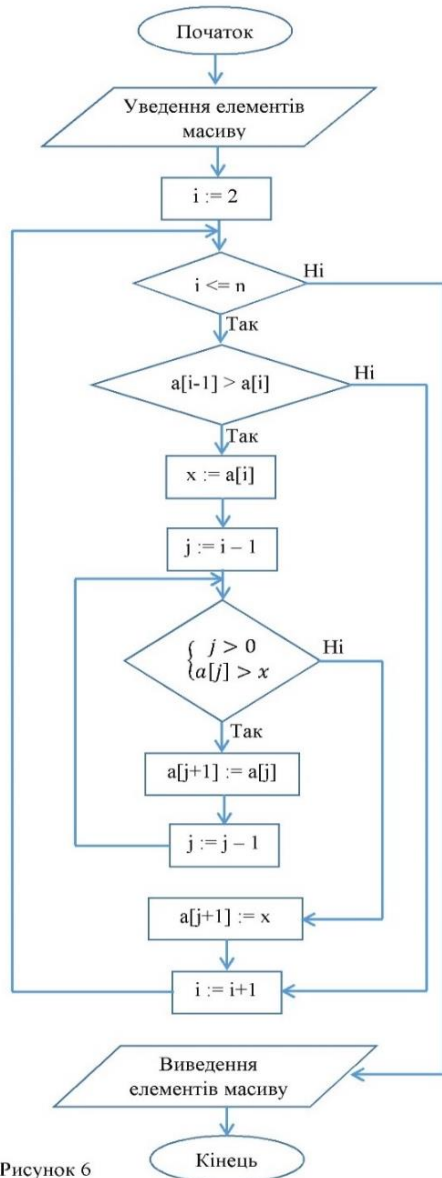 Початок
Уведення елементів
масиву
i := 2
i <= n
Ні
Так
a[i-1] > a[i]
Ні
Так
x := a[i]
j := i – 1
{ j > 0
a[j] > x
Ні
Так
a[j+1] := a[j]
j := j – 1
a[j+1] := x
i := i+1
Виведення
елементів масиву
Кінець
Рисунок 6